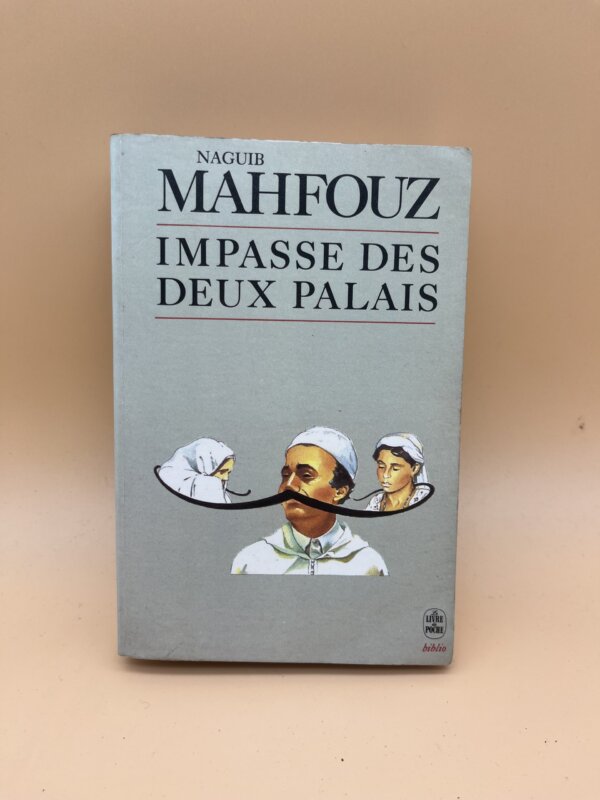 NAGUIB
MAHFOUZ
IMPASSE DES
DEUX PALAIS
Le
LIVRE
de
POCHE
biblio